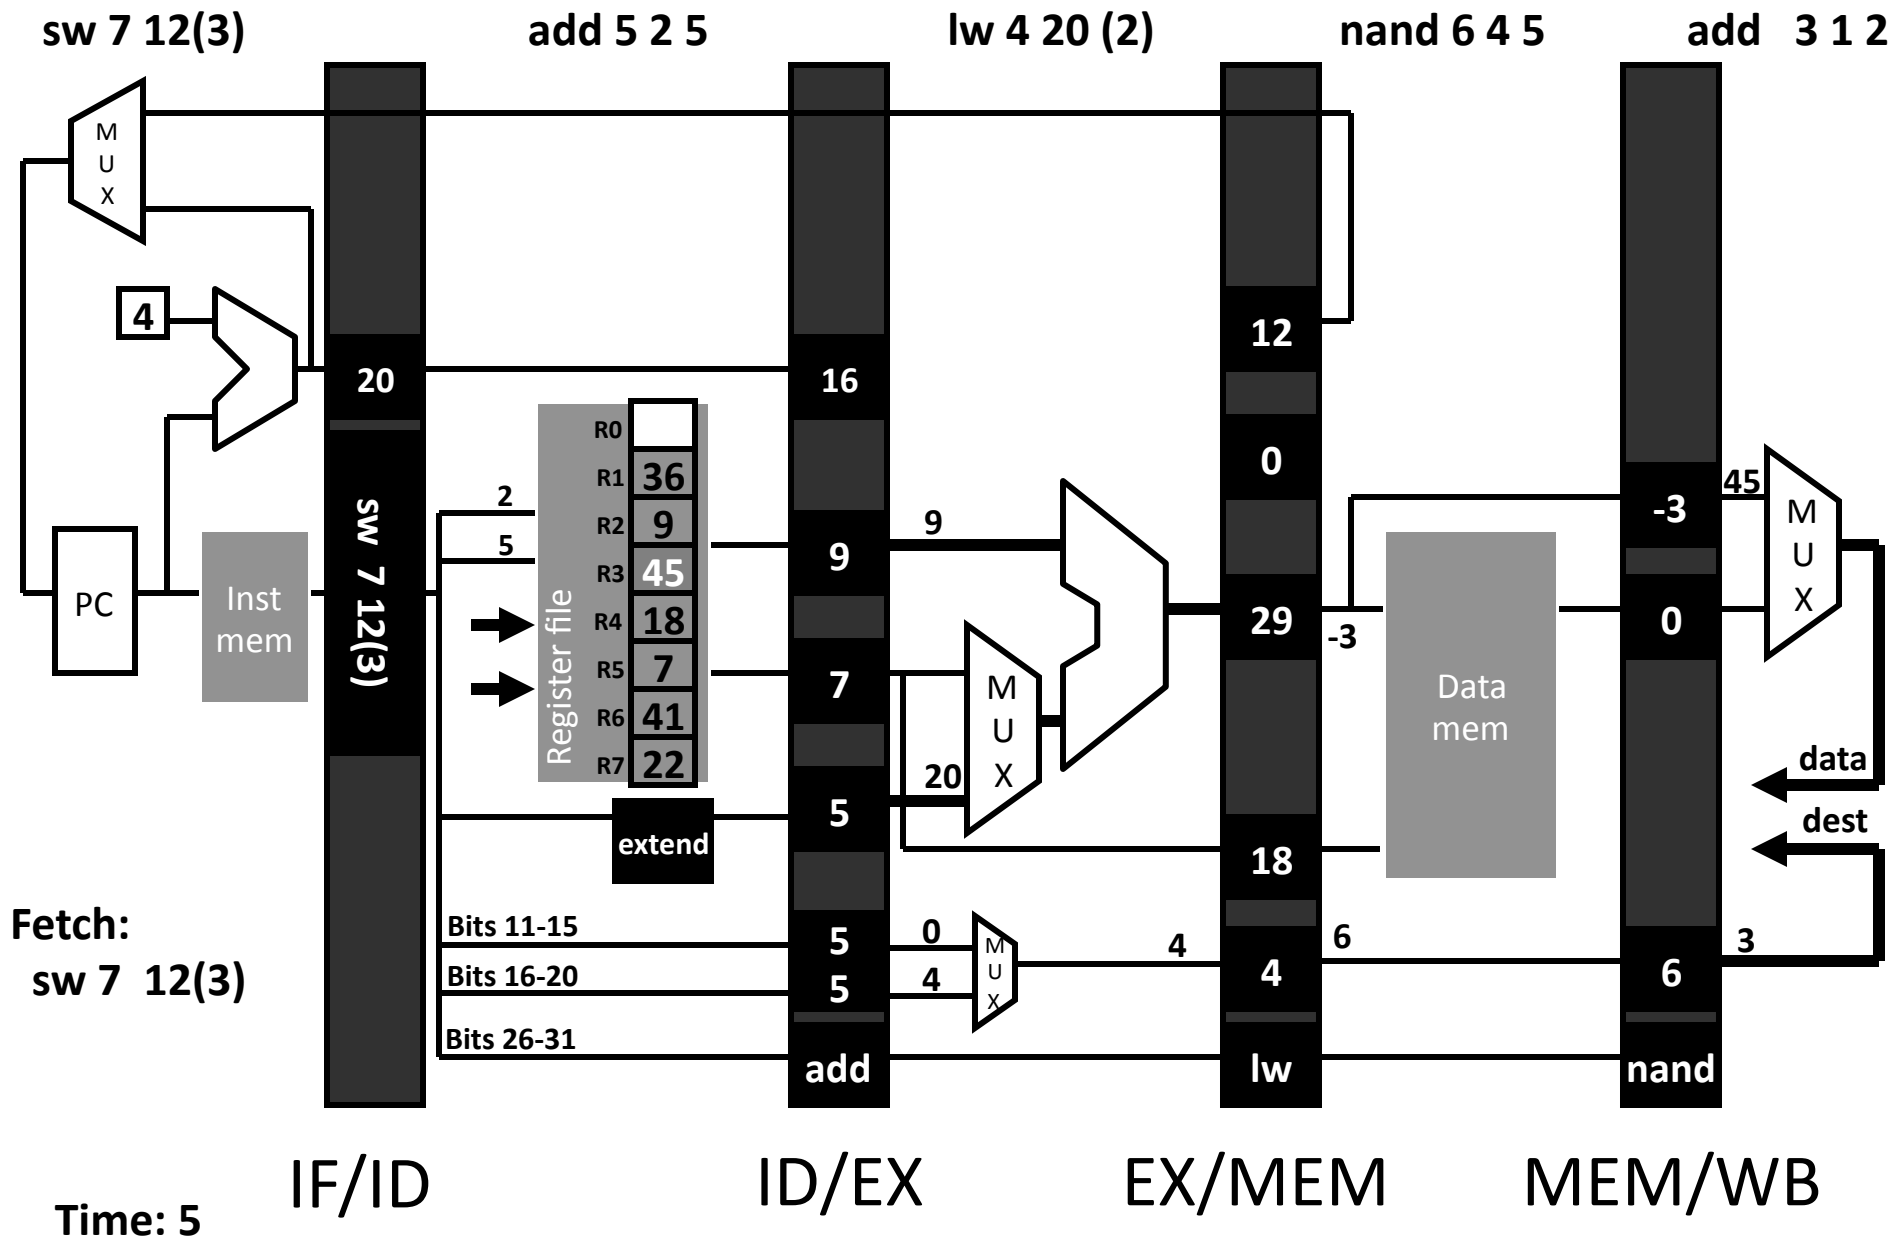 sw 7 12(3)
add 5 2 5
lw 4 20 (2)
nand 6 4 5
add 3 1 2
M
U
X
4
20
16
12
0
R0
R1 36
R2 9
R3 45
R4 18
R5 7
R6 41
R7 22
Register file
2
5
PC
Inst
mem
sw 7 12(3)
9
7
5
9
20
M
U
X
29
-3
18
Data
mem
-3
0
45
M
U
X
data
dest
extend
Bits 11-15
Bits 16-20
Bits 26-31
5
5
0
4
M
U
X
4
4
6
6
3
add
lw
nand
Fetch:
sw 7 12(3)
IF/ID
ID/EX
EX/MEM
MEM/WB
Time: 5